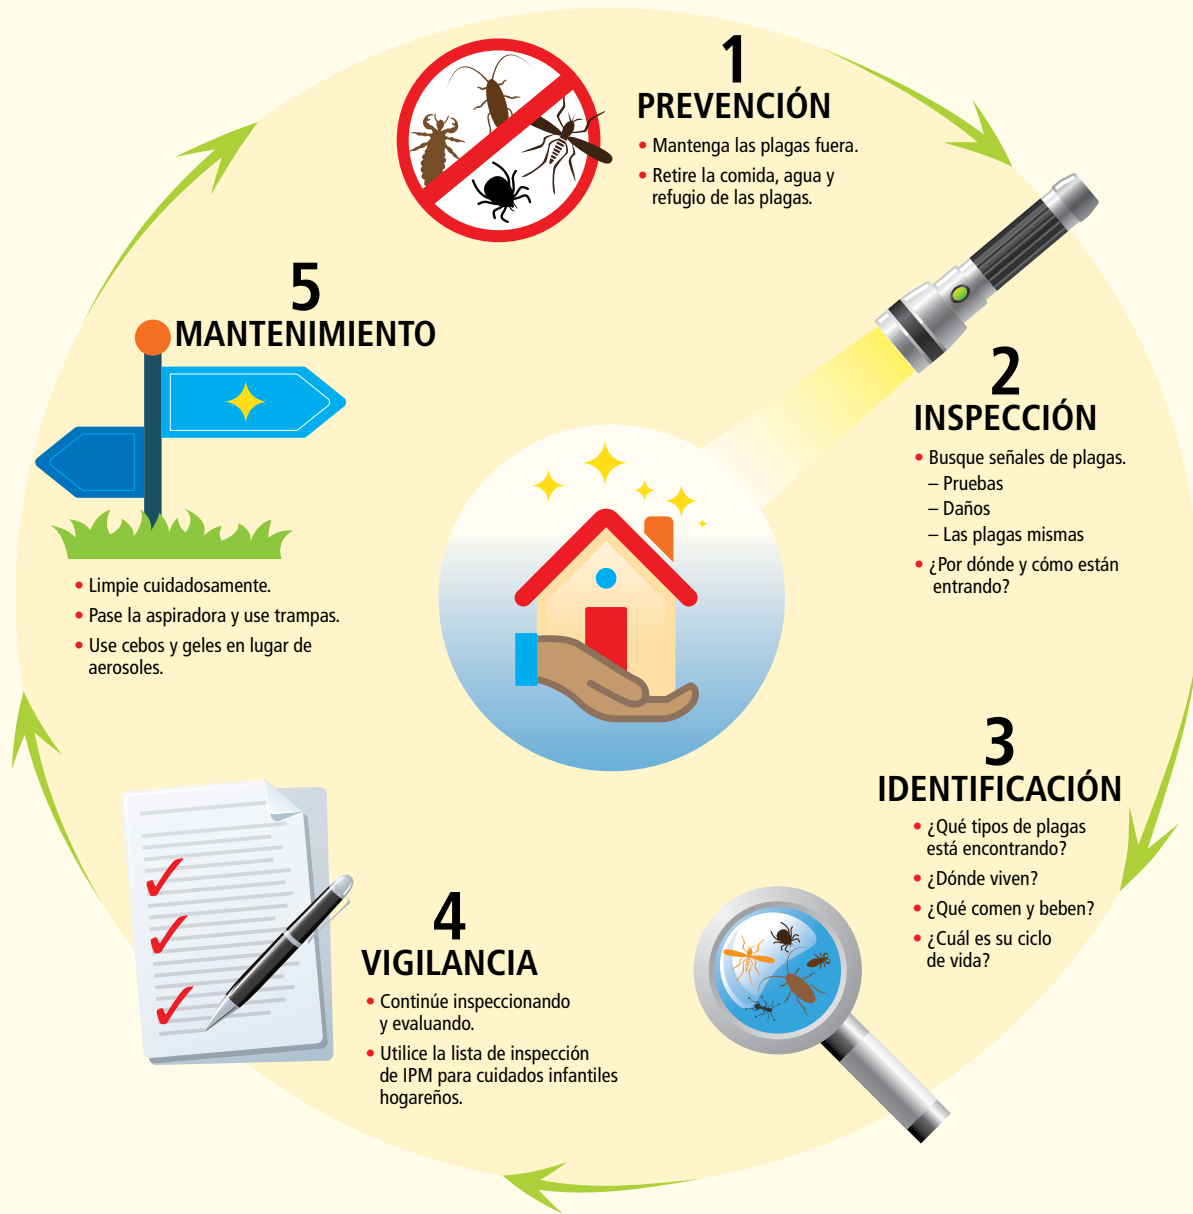 1
PREVENCIÓN
• Mantenga las plagas fuera.
• Retire la comida, agua y
refugio de las plagas.
2
INSPECCIÓN
• Busque señales de plagas.
– Pruebas
– Daños
– Las plagas mismas
• ¿Por dónde y cómo están
entrando?
3
IDENTIFICACIÓN
• ¿Qué tipos de plagas
está encontrando?
• ¿Dónde viven?
• ¿Qué comen y beben?
• ¿Cuál es su ciclo
de vida?
4
VIGILANCIA
• Continúe inspeccionando
y evaluando.
• Utilice la lista de inspección
de IPM para cuidados infantiles
hogareños.
5
MANTENIMIENTO
• Limpie cuidadosamente.
• Pase la aspiradora y use trampas.
• Use cebos y geles en lugar de
aerosoles.